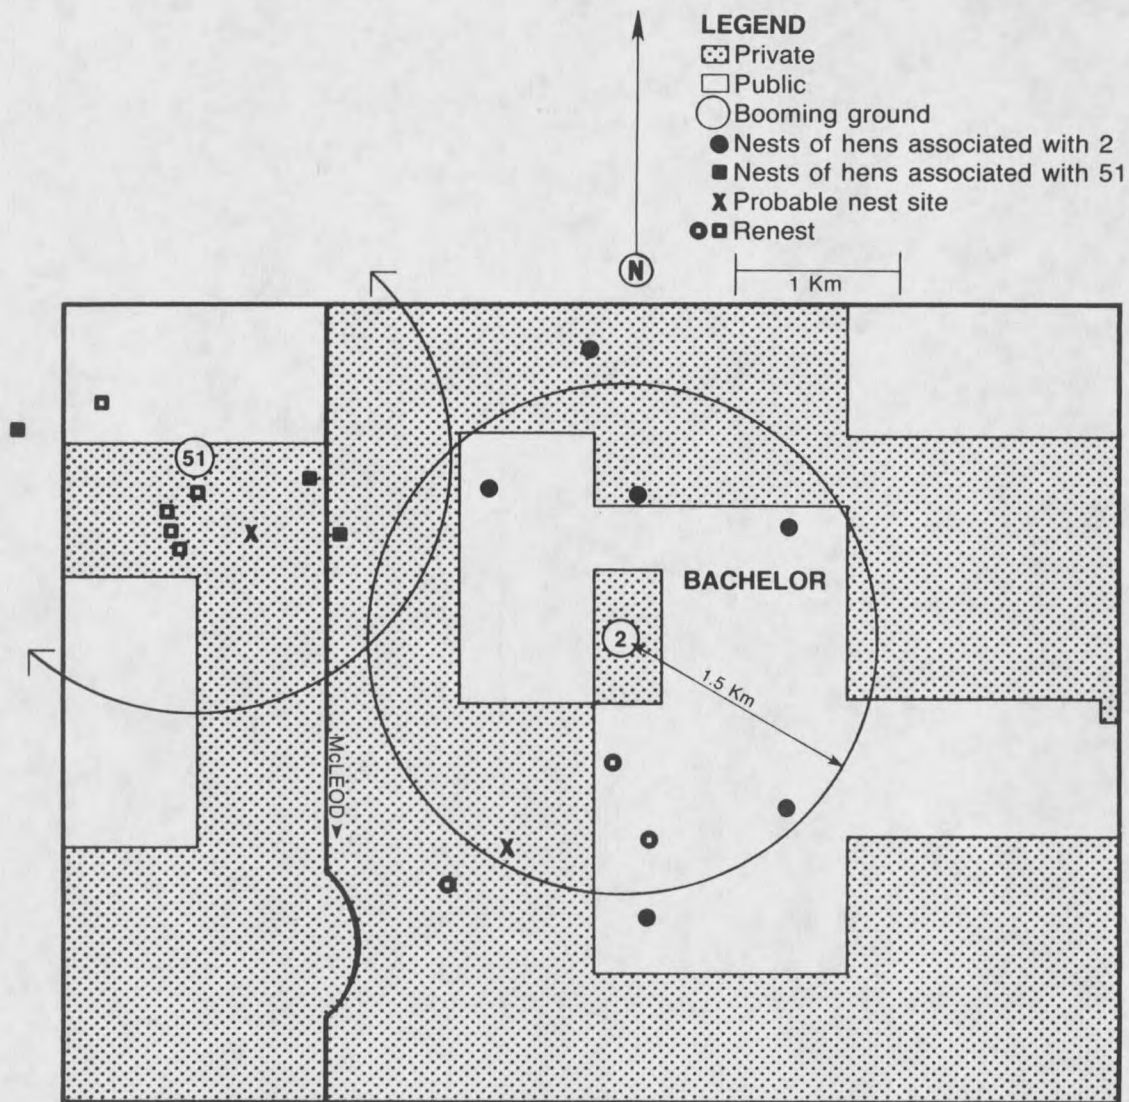 LEGEND
Private
Public
Booming ground
Nests of hens associated with 2
Nests of hens associated with 51
X Probable nest site
Renest
N
1 Km
51
X
BACHELOR
2
1.5 Km
McLEOD
X